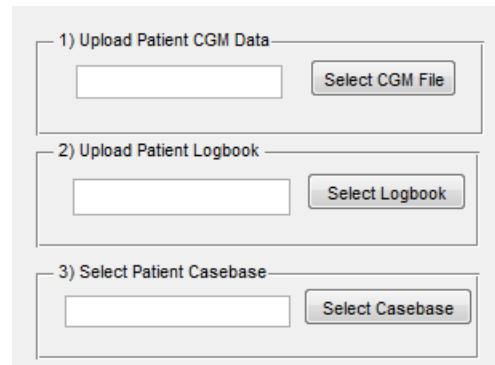 1) Upload Patient CGM Data
Select CGM File
2) Upload Patient Logbook
Select Logbook
3) Select Patient Casebase
Select Casebase